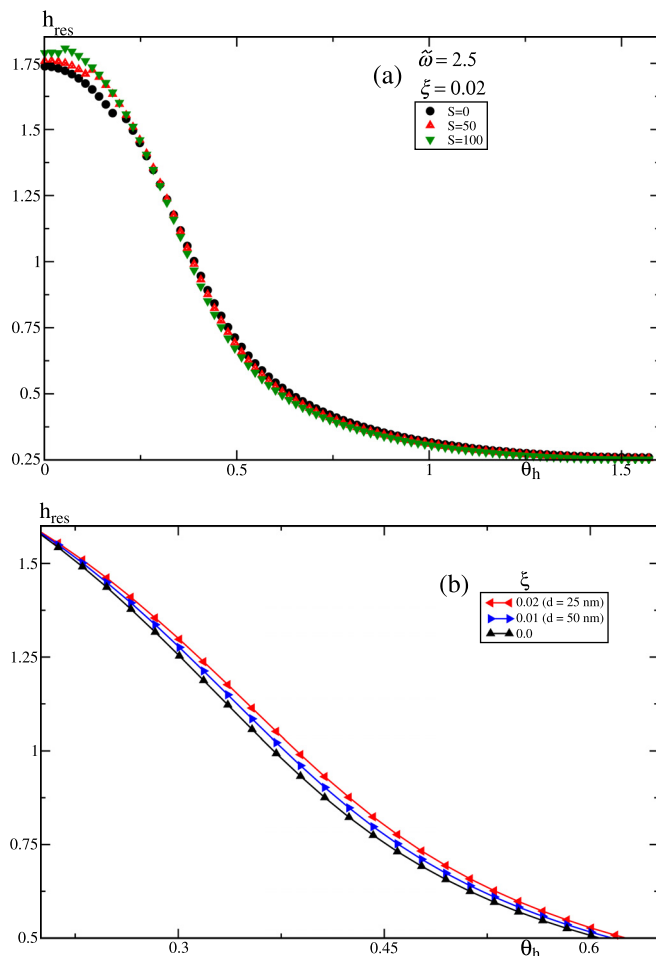 h_res
1.75
1.5
1.25
1
0.75
0.5
0.25
(a)
ω̃ = 2.5
ξ = 0.02
S=0
S=50
S=100
0
0.5
1
θ_h
1.5
h_res
1.5
1.25
1
0.75
0.5
(b)
ξ
0.02 (d = 25 nm)
0.01 (d = 50 nm)
0.0
0.3
0.45
θ_h
0.6